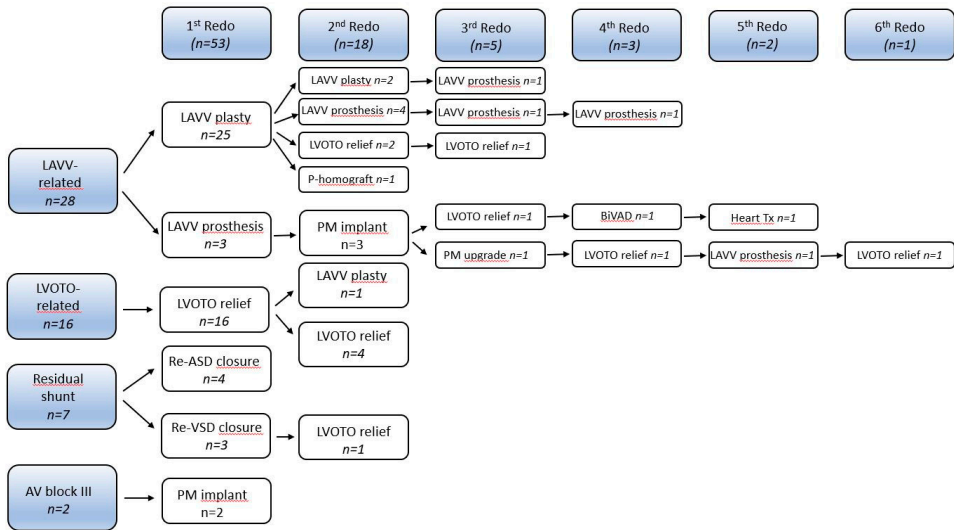 1st Redo
(n=53)
2nd Redo
(n=18)
3rd Redo
(n=5)
4th Redo
(n=3)
5th Redo
(n=2)
6th Redo
(n=1)
LAVV-
related
n=28
LAVV plasty
n=25
LAVV plasty n=2
LAVV prosthesis n=1
LAVV prosthesis n=4
LAVV prosthesis n=1
LAVV prosthesis n=1
LVOTO relief n=2
LVOTO relief n=1
P-homograft n=1
LAVV prosthesis
n=3
PM implant
n=3
LVOTO relief n=1
BiVAD n=1
Heart Tx n=1
PM upgrade n=1
LVOTO relief n=1
LAVV prosthesis n=1
LVOTO relief n=1
LVOTO-
related
n=16
LVOTO relief
n=16
LAVV plasty
n=1
LVOTO relief
n=4
Residual
shunt
n=7
Re-ASD closure
n=4
Re-VSD closure
n=3
LVOTO relief
n=1
AV block III
n=2
PM implant
n=2